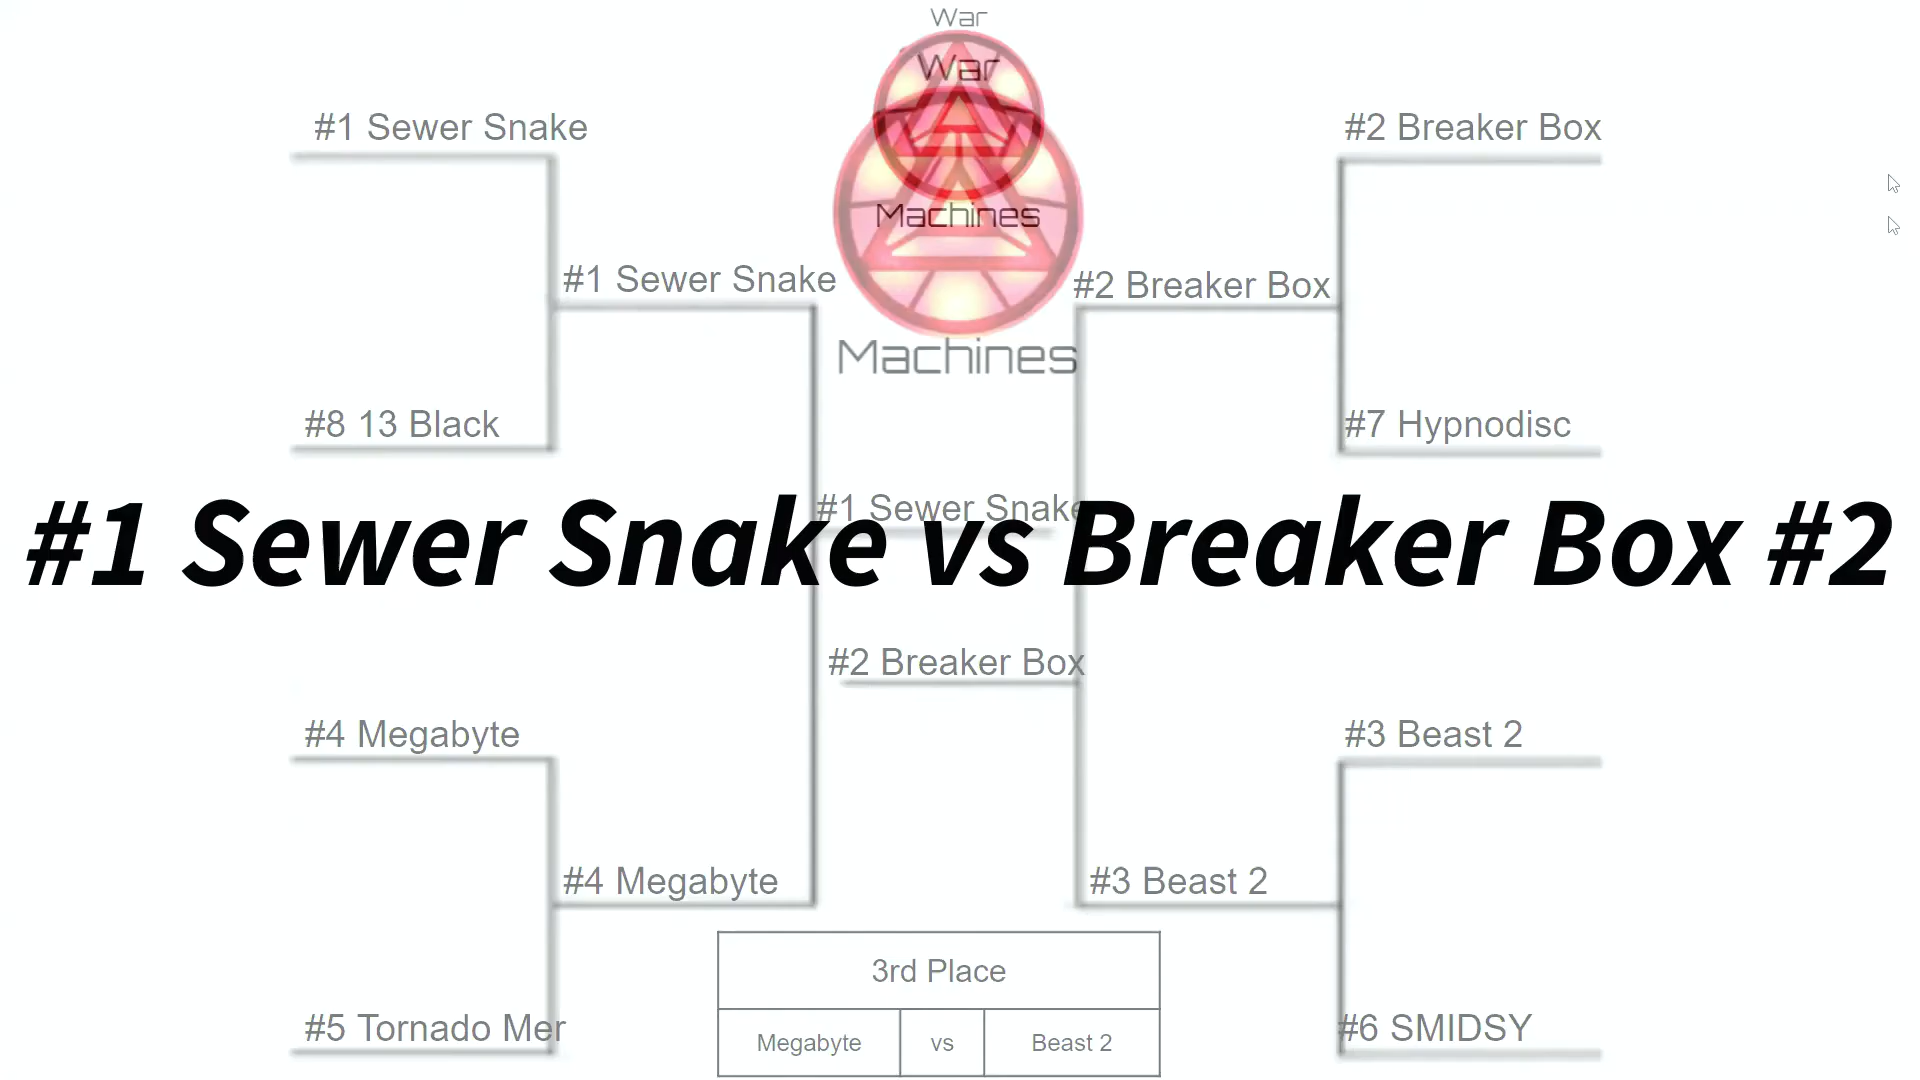 War
War
Machines
Machines
#1 Sewer Snake
#2 Breaker Box
#1 Sewer Snake
#2 Breaker Box
#8 13 Black
#7 Hypnodisc
#1 Sewer Snake
#1 Sewer Snake vs Breaker Box #2
#2 Breaker Box
#4 Megabyte
#3 Beast 2
#4 Megabyte
#3 Beast 2
#5 Tornado Mer
#6 SMIDSY
3rd Place
Megabyte vs Beast 2